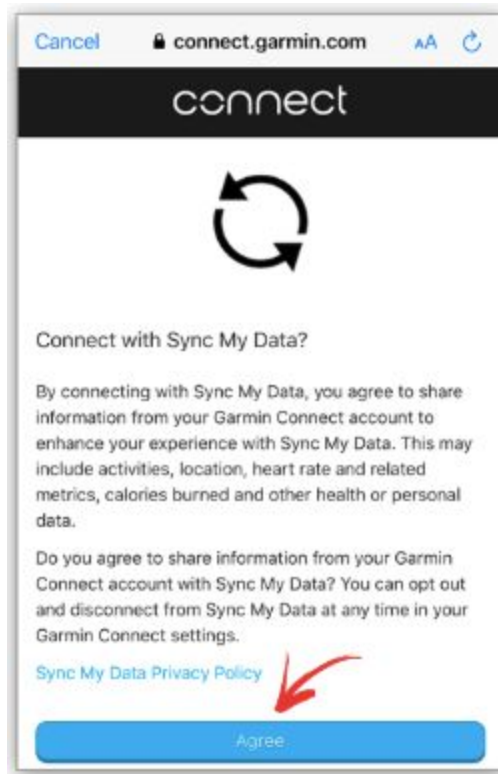 Cancel connect.garmin.com AA
connect
Connect with Sync My Data?
By connecting with Sync My Data, you agree to share
information from your Garmin Connect account to
enhance your experience with Sync My Data. This may
include activities, location, heart rate and related
metrics, calories burned and other health or personal
data.
Do you agree to share information from your Garmin
Connect account with Sync My Data? You can opt out
and disconnect from Sync My Data at any time in your
Garmin Connect settings.
Sync My Data Privacy Policy
Agree